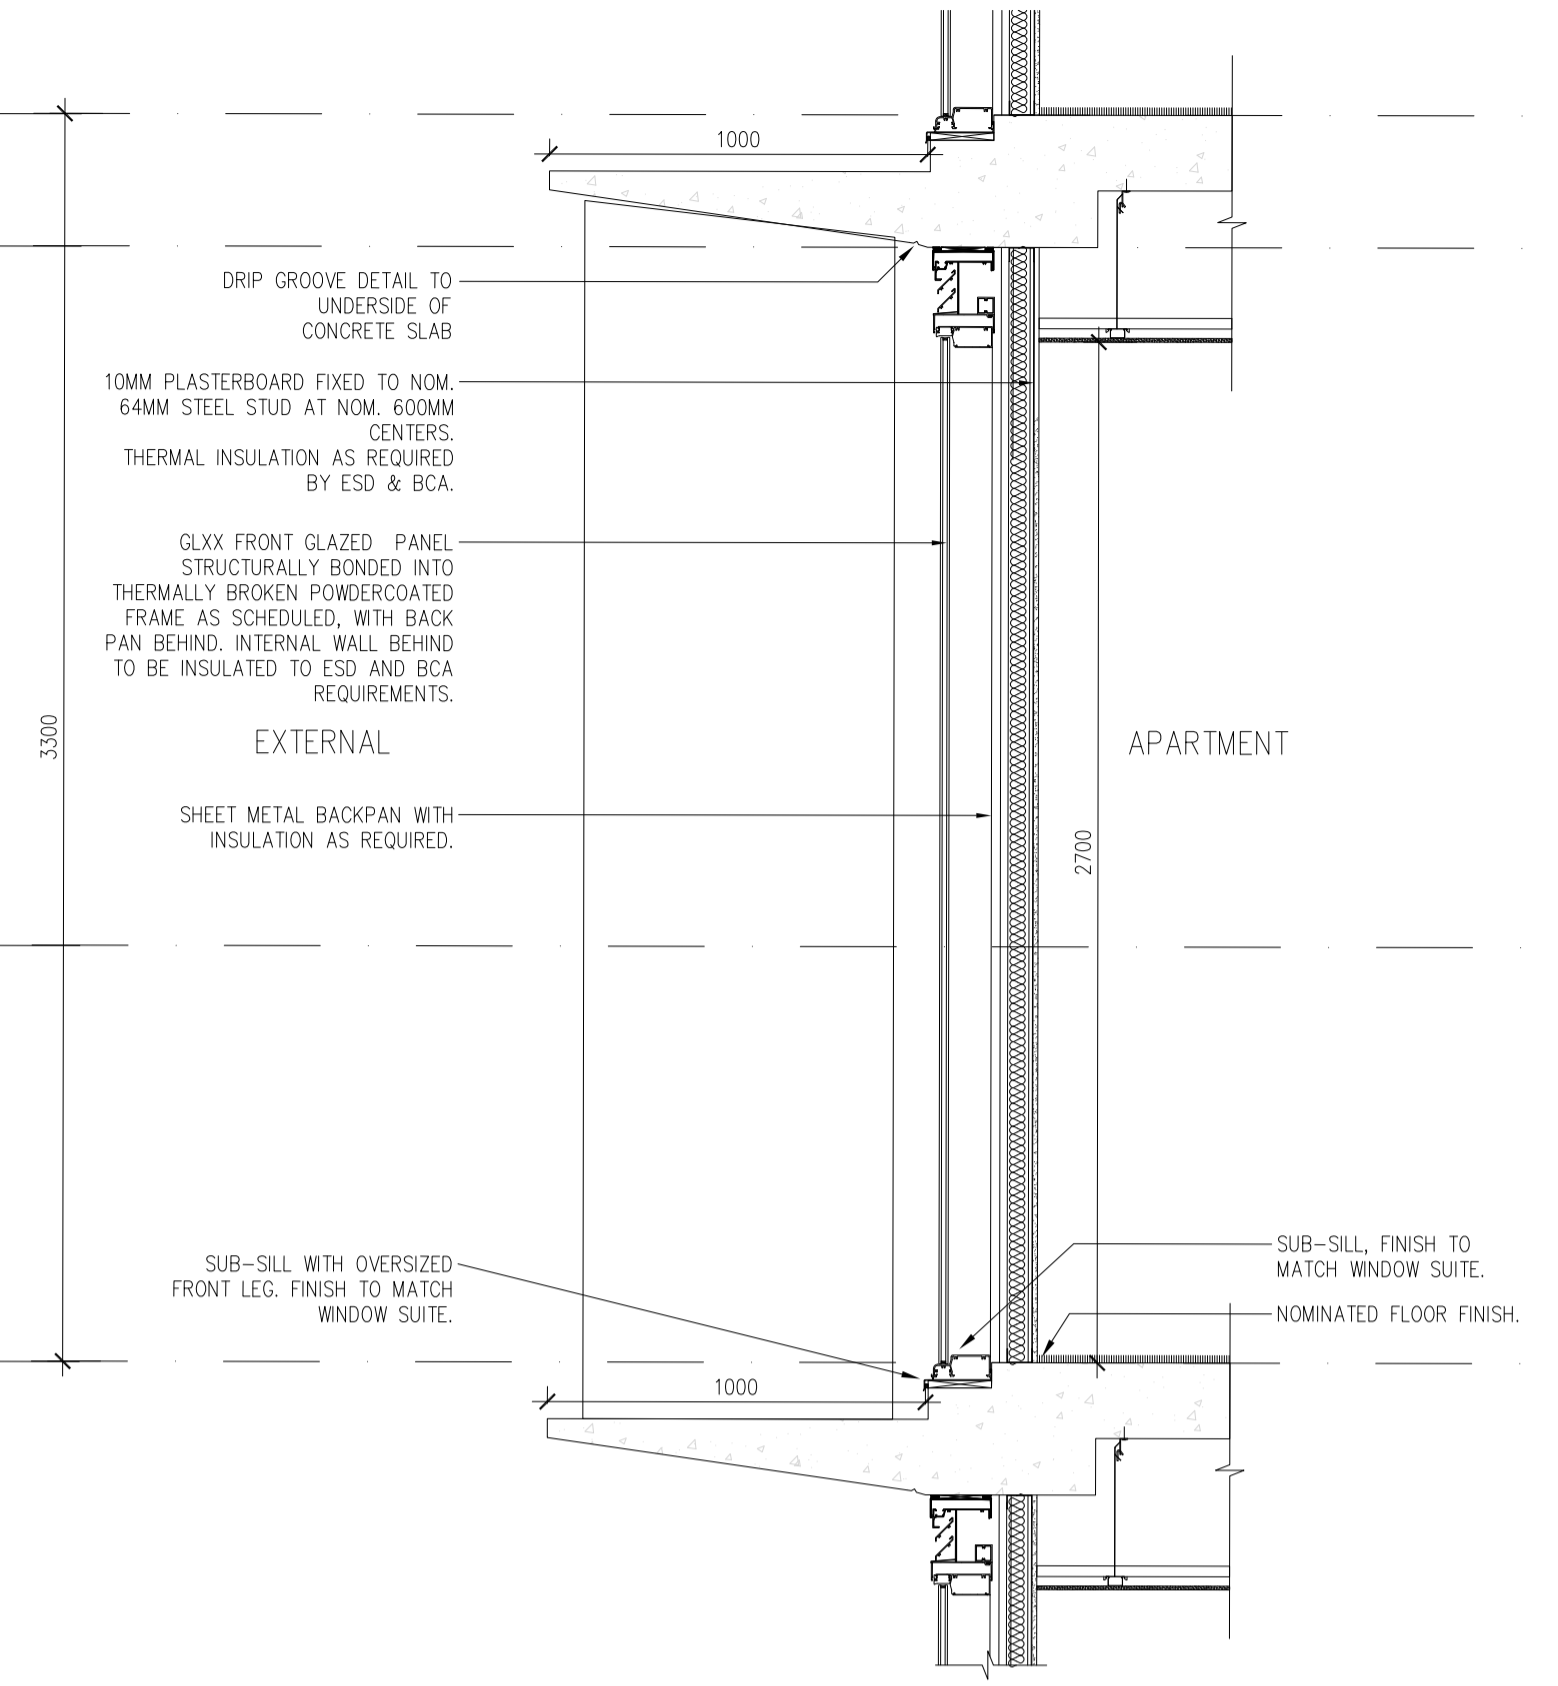 1000
DRIP GROOVE DETAIL TO
UNDERSIDE OF
CONCRETE SLAB
10MM PLASTERBOARD FIXED TO NOM.
64MM STEEL STUD AT NOM. 600MM
CENTERS.
THERMAL INSULATION AS REQUIRED
BY ESD & BCA.
GLXX FRONT GLAZED PANEL
STRUCTURALLY BONDED INTO
THERMALLY BROKEN POWDERCOATED
FRAME AS SCHEDULED, WITH BACK
PAN BEHIND. INTERNAL WALL BEHIND
TO BE INSULATED TO ESD AND BCA
REQUIREMENTS.
3300
EXTERNAL
APARTMENT
SHEET METAL BACKPAN WITH
INSULATION AS REQUIRED.
2700
SUB-SILL WITH OVERSIZED
FRONT LEG. FINISH TO MATCH
WINDOW SUITE.
SUB-SILL, FINISH TO
MATCH WINDOW SUITE.
NOMINATED FLOOR FINISH.
1000